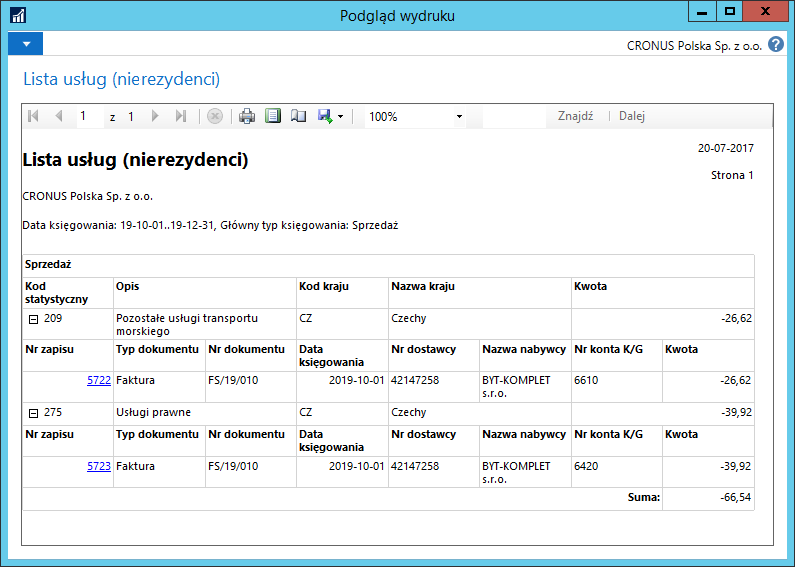 Podgląd wydruku
CRONUS Polska Sp. z o.o.
Lista usług (nierezydenci)
1 z 1 100% Znajdź Dalej
20-07-2017
Lista usług (nierezydenci)
Strona 1
CRONUS Polska Sp. z o.o.
Data księgowania: 19-10-01..19-12-31, Główny typ księgowania: Sprzedaż
Sprzedaż
Kod statystyczny Opis Kod kraju Nazwa kraju Kwota
209 Pozostałe usługi transportu morskiego CZ Czechy -26,62
Nr zapisu Typ dokumentu Nr dokumentu Data księgowania Nr dostawcy Nazwa nabywcy Nr konta K/G Kwota
5722 Faktura FS/19/010 2019-10-01 42147258 BYT-KOMPLET s.r.o. 6610 -26,62
275 Usługi prawne CZ Czechy -39,92
Nr zapisu Typ dokumentu Nr dokumentu Data księgowania Nr dostawcy Nazwa nabywcy Nr konta K/G Kwota
5723 Faktura FS/19/010 2019-10-01 42147258 BYT-KOMPLET s.r.o. 6420 -39,92
Suma: -66,54